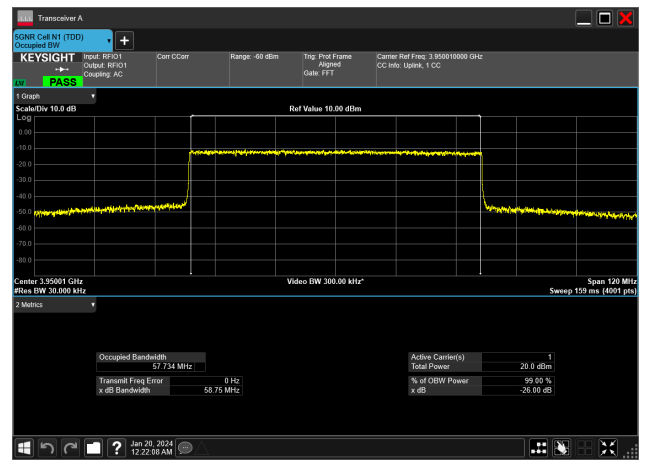 Transceiver A
5GNR Cell N1 (TDD)
Occupied BW
KEYSIGHT
PASS
Input: RFIO1
Output: RFIO1
Coupling: AC
Corr CCorr
Range: -60 dBm
Trig: Prot Frame
Aligned
Gate: FFT
Carrier Ref Freq: 3.950010000 GHz
CC Info: Uplink, 1 CC
1 Graph
Scale/Div 10.0 dB
Ref Value 10.00 dBm
Log
0.00
-10.0
-20.0
-30.0
-40.0
-50.0
-60.0
-70.0
-80.0
Center 3.95001 GHz
#Res BW 30.000 kHz
Video BW 300.00 kHz*
Span 120 MHz
Sweep 159 ms (4001 pts)
2 Metrics
Occupied Bandwidth
57.734 MHz
Transmit Freq Error 0 Hz
x dB Bandwidth 58.75 MHz
Active Carrier(s) 1
Total Power 20.0 dBm
% of OBW Power 99.00 %
x dB -26.00 dB
?
Jan 20, 2024
12:22:08 AM